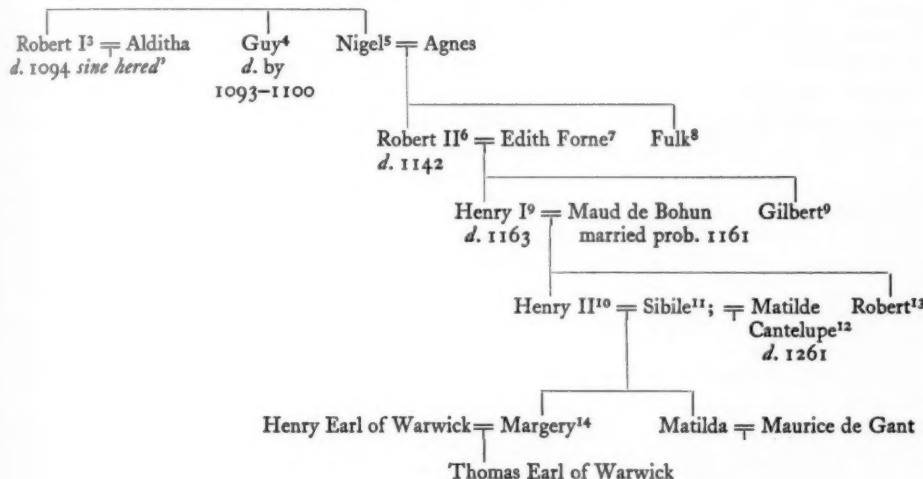 Robert I³ ╤ Alditha Guy⁴ Nigel⁵ ═ Agnes
d. 1094 sine hered’ d. by
1093–1100
Robert II⁶ ═ Edith Forne⁷ Fulk⁸
d. 1142
Henry I⁹ ═ Maud de Bohun Gilbert⁹
d. 1163 married prob. 1161
Henry II¹⁰ ═ Sibile¹¹; ╤ Matilde Robert¹³
Cantelupe¹²
d. 1261
Henry Earl of Warwick ═ Margery¹⁴ Matilda ╤ Maurice de Gant
Thomas Earl of Warwick